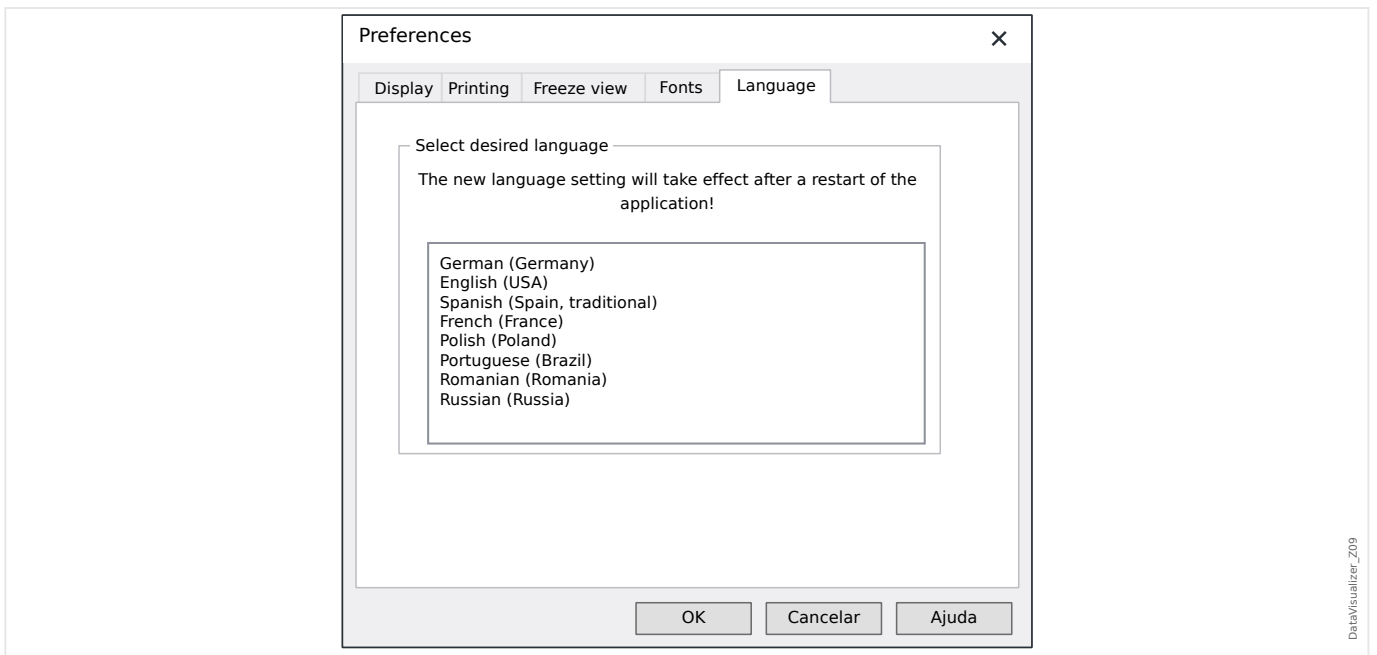 Preferences
Display Printing Freeze view Fonts Language
Select desired language
The new language setting will take effect after a restart of the
application!
German (Germany)
English (USA)
Spanish (Spain, traditional)
French (France)
Polish (Poland)
Portuguese (Brazil)
Romanian (Romania)
Russian (Russia)
OK Cancelar Ajuda
DataVisualizer_Z09